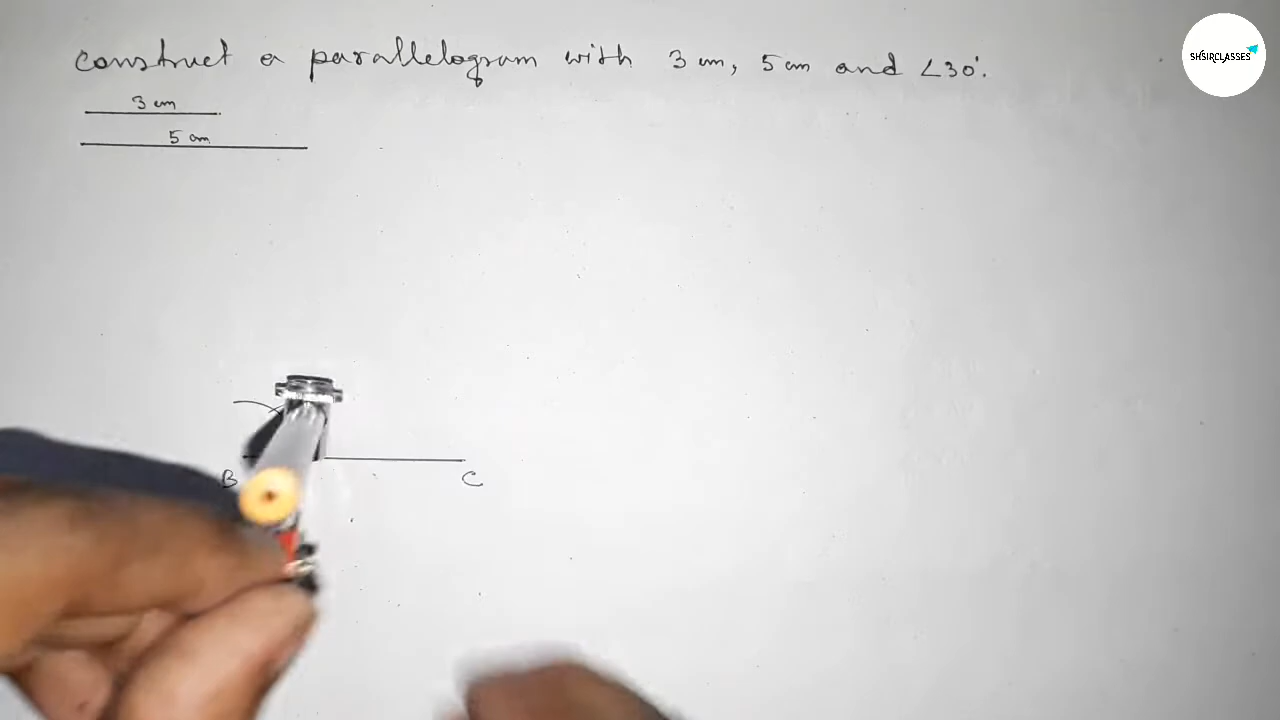 construct a parallelogram with 3 cm, 5 cm and ∠30°.
3 cm
5 cm
B C
SHSIRCLASSES